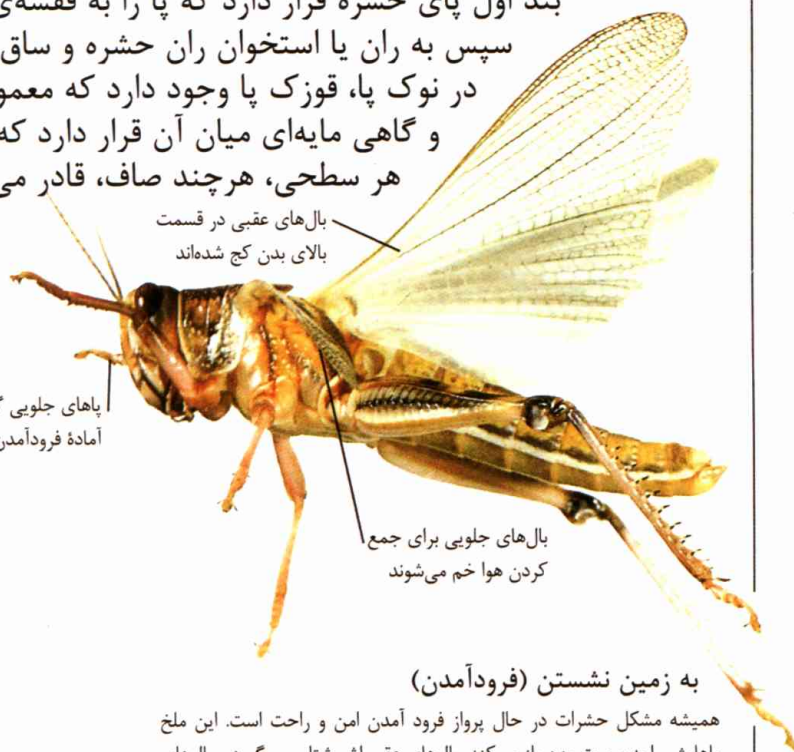 بند اول پای حشره قرار دارد که پا را به قفسه‌ی
سپس به ران یا استخوان ران حشره و ساق
در نوک پا، قوزک پا وجود دارد که
و گاهی مایه‌ای میان آن قرار دارد که
هر سطحی، هرچند صاف، قادر
بال‌های عقبی در قسمت
بالای بدن کج شده‌اند
پاهای جلویی
آمادهٔ فرودآمدن
بال‌های جلویی برای جمع
کردن هوا خم می‌شوند
به زمین نشستن (فرودآمدن)
همیشه مشکل حشرات در حال پرواز فرود آمدن امن و راحت است. این ملخ